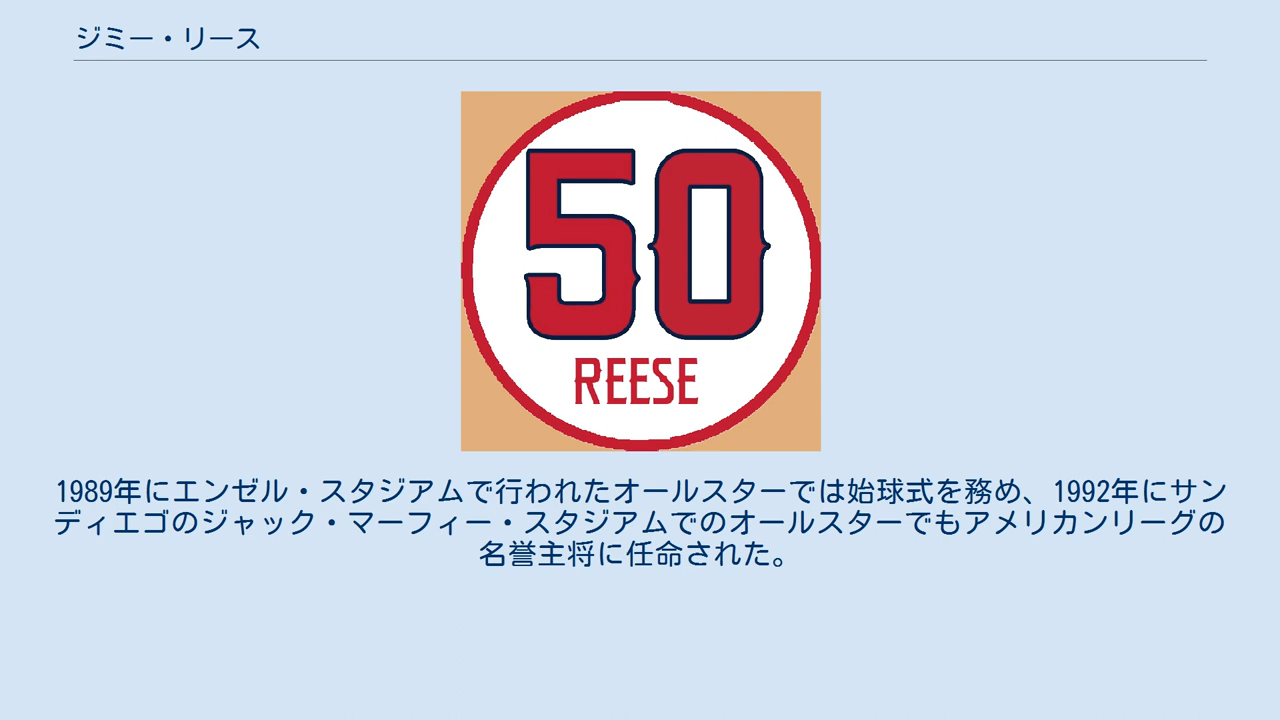 ジミー・リース
50
REESE
1989年にエンゼル・スタジアムで行われたオールスターでは始球式を務め、1992年にサン
ディエゴのジャック・マーフィー・スタジアムでのオールスターでもアメリカンリーグの
名誉主将に任命された。